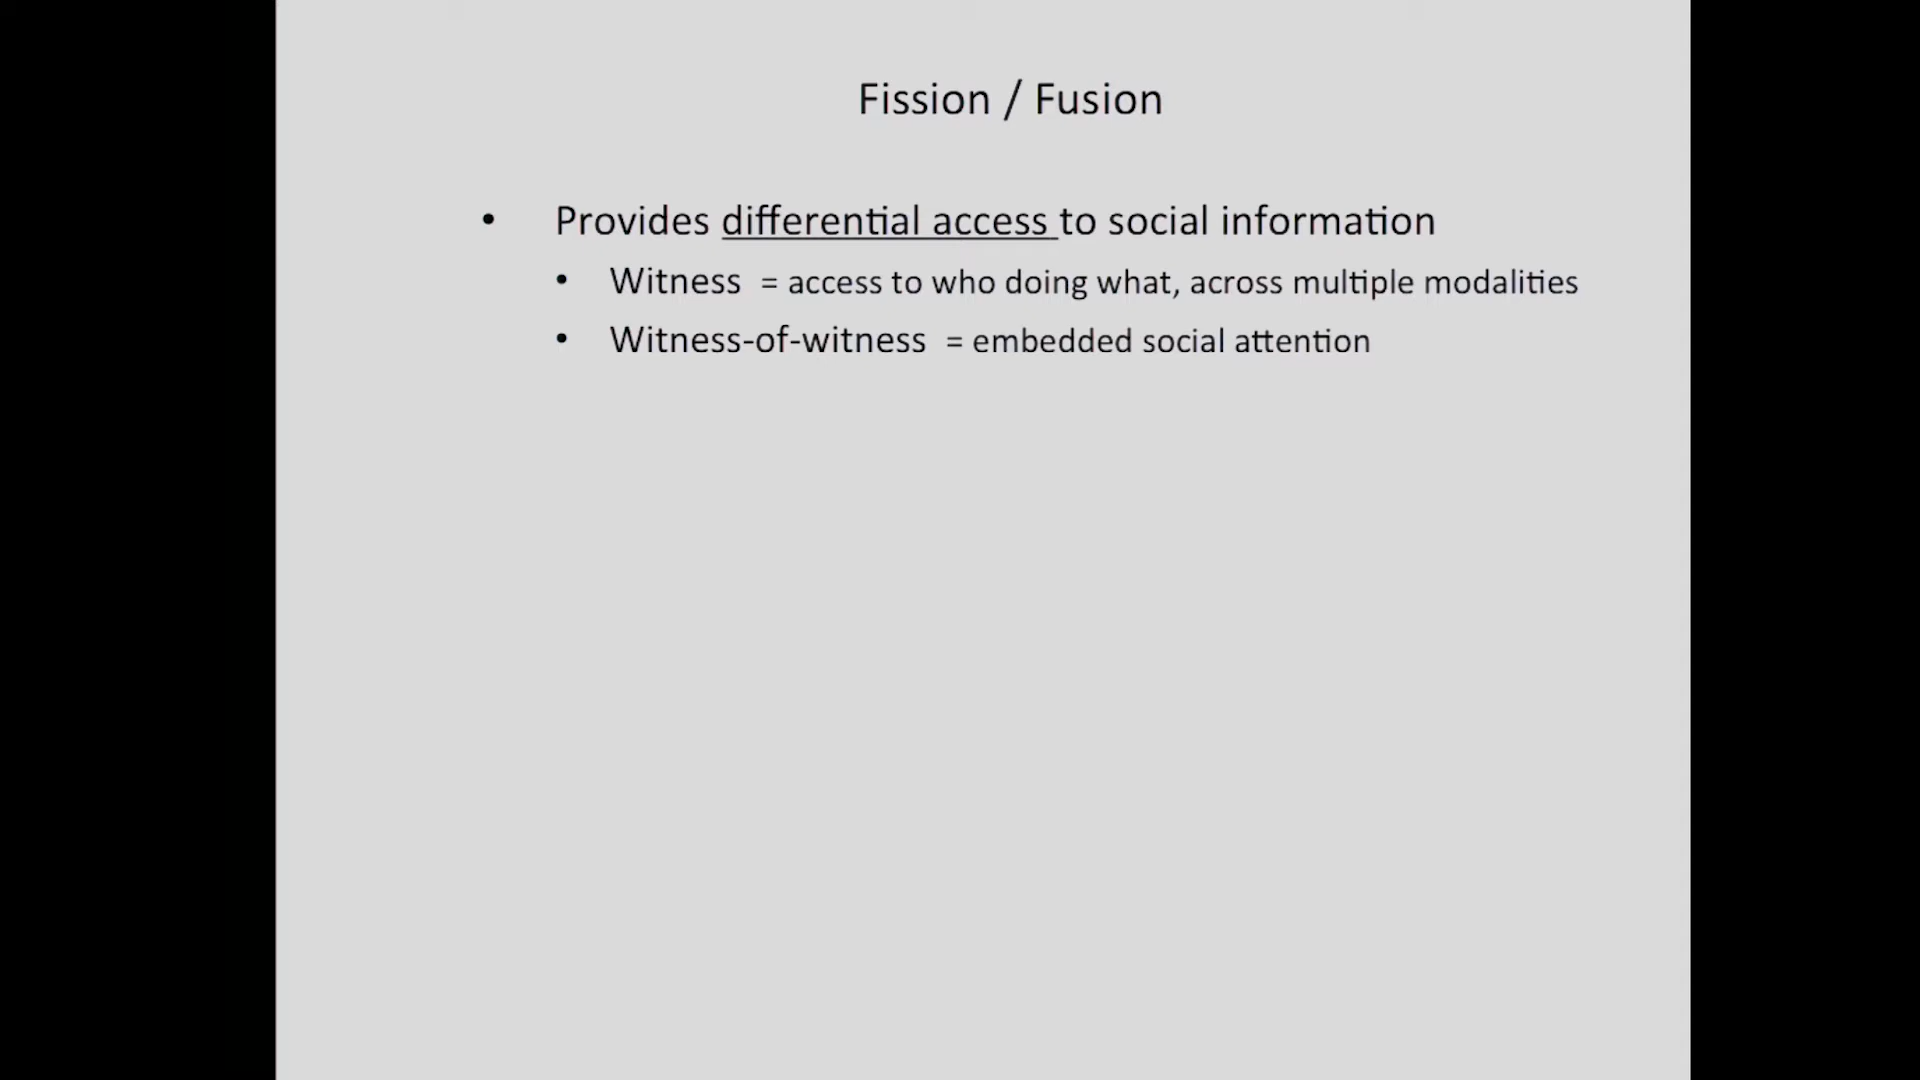 Fission / Fusion
• Provides differential access to social information
• Witness = access to who doing what, across multiple modalities
• Witness-of-witness = embedded social attention